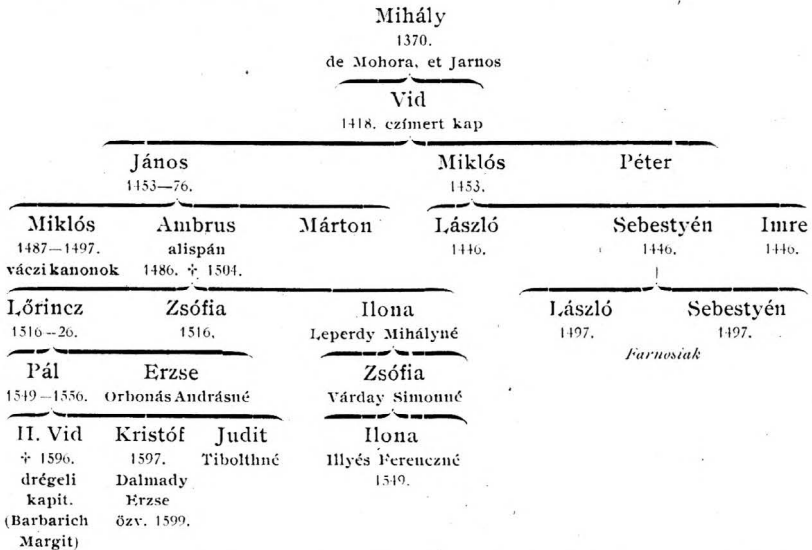 Mihály
1370.
de Mohora, et Jarnos
Vid
1418. czímert kap
János Miklós Péter
1453—76. 1453.
Miklós Ambrus Márton László Sebestyén Imre
1487—1497. alispán 1446. 1446. 1446.
váczi kanonok 1486. † 1504.
Lőrincz Zsófia Ilona László Sebestyén
1516—26. 1516. Leperdy Mihályné 1497. 1497.
Farnosiak
Pál Erzse Zsófia
1549—1556. Orbonás Andrásné Várday Simonné
II. Vid Kristóf Judit Ilona
† 1596. 1597. Tibolthné Illyés Ferenczné
drégeli Dalmady 1549.
kapit. Erzse
(Barbarich özv. 1599.
Margit)